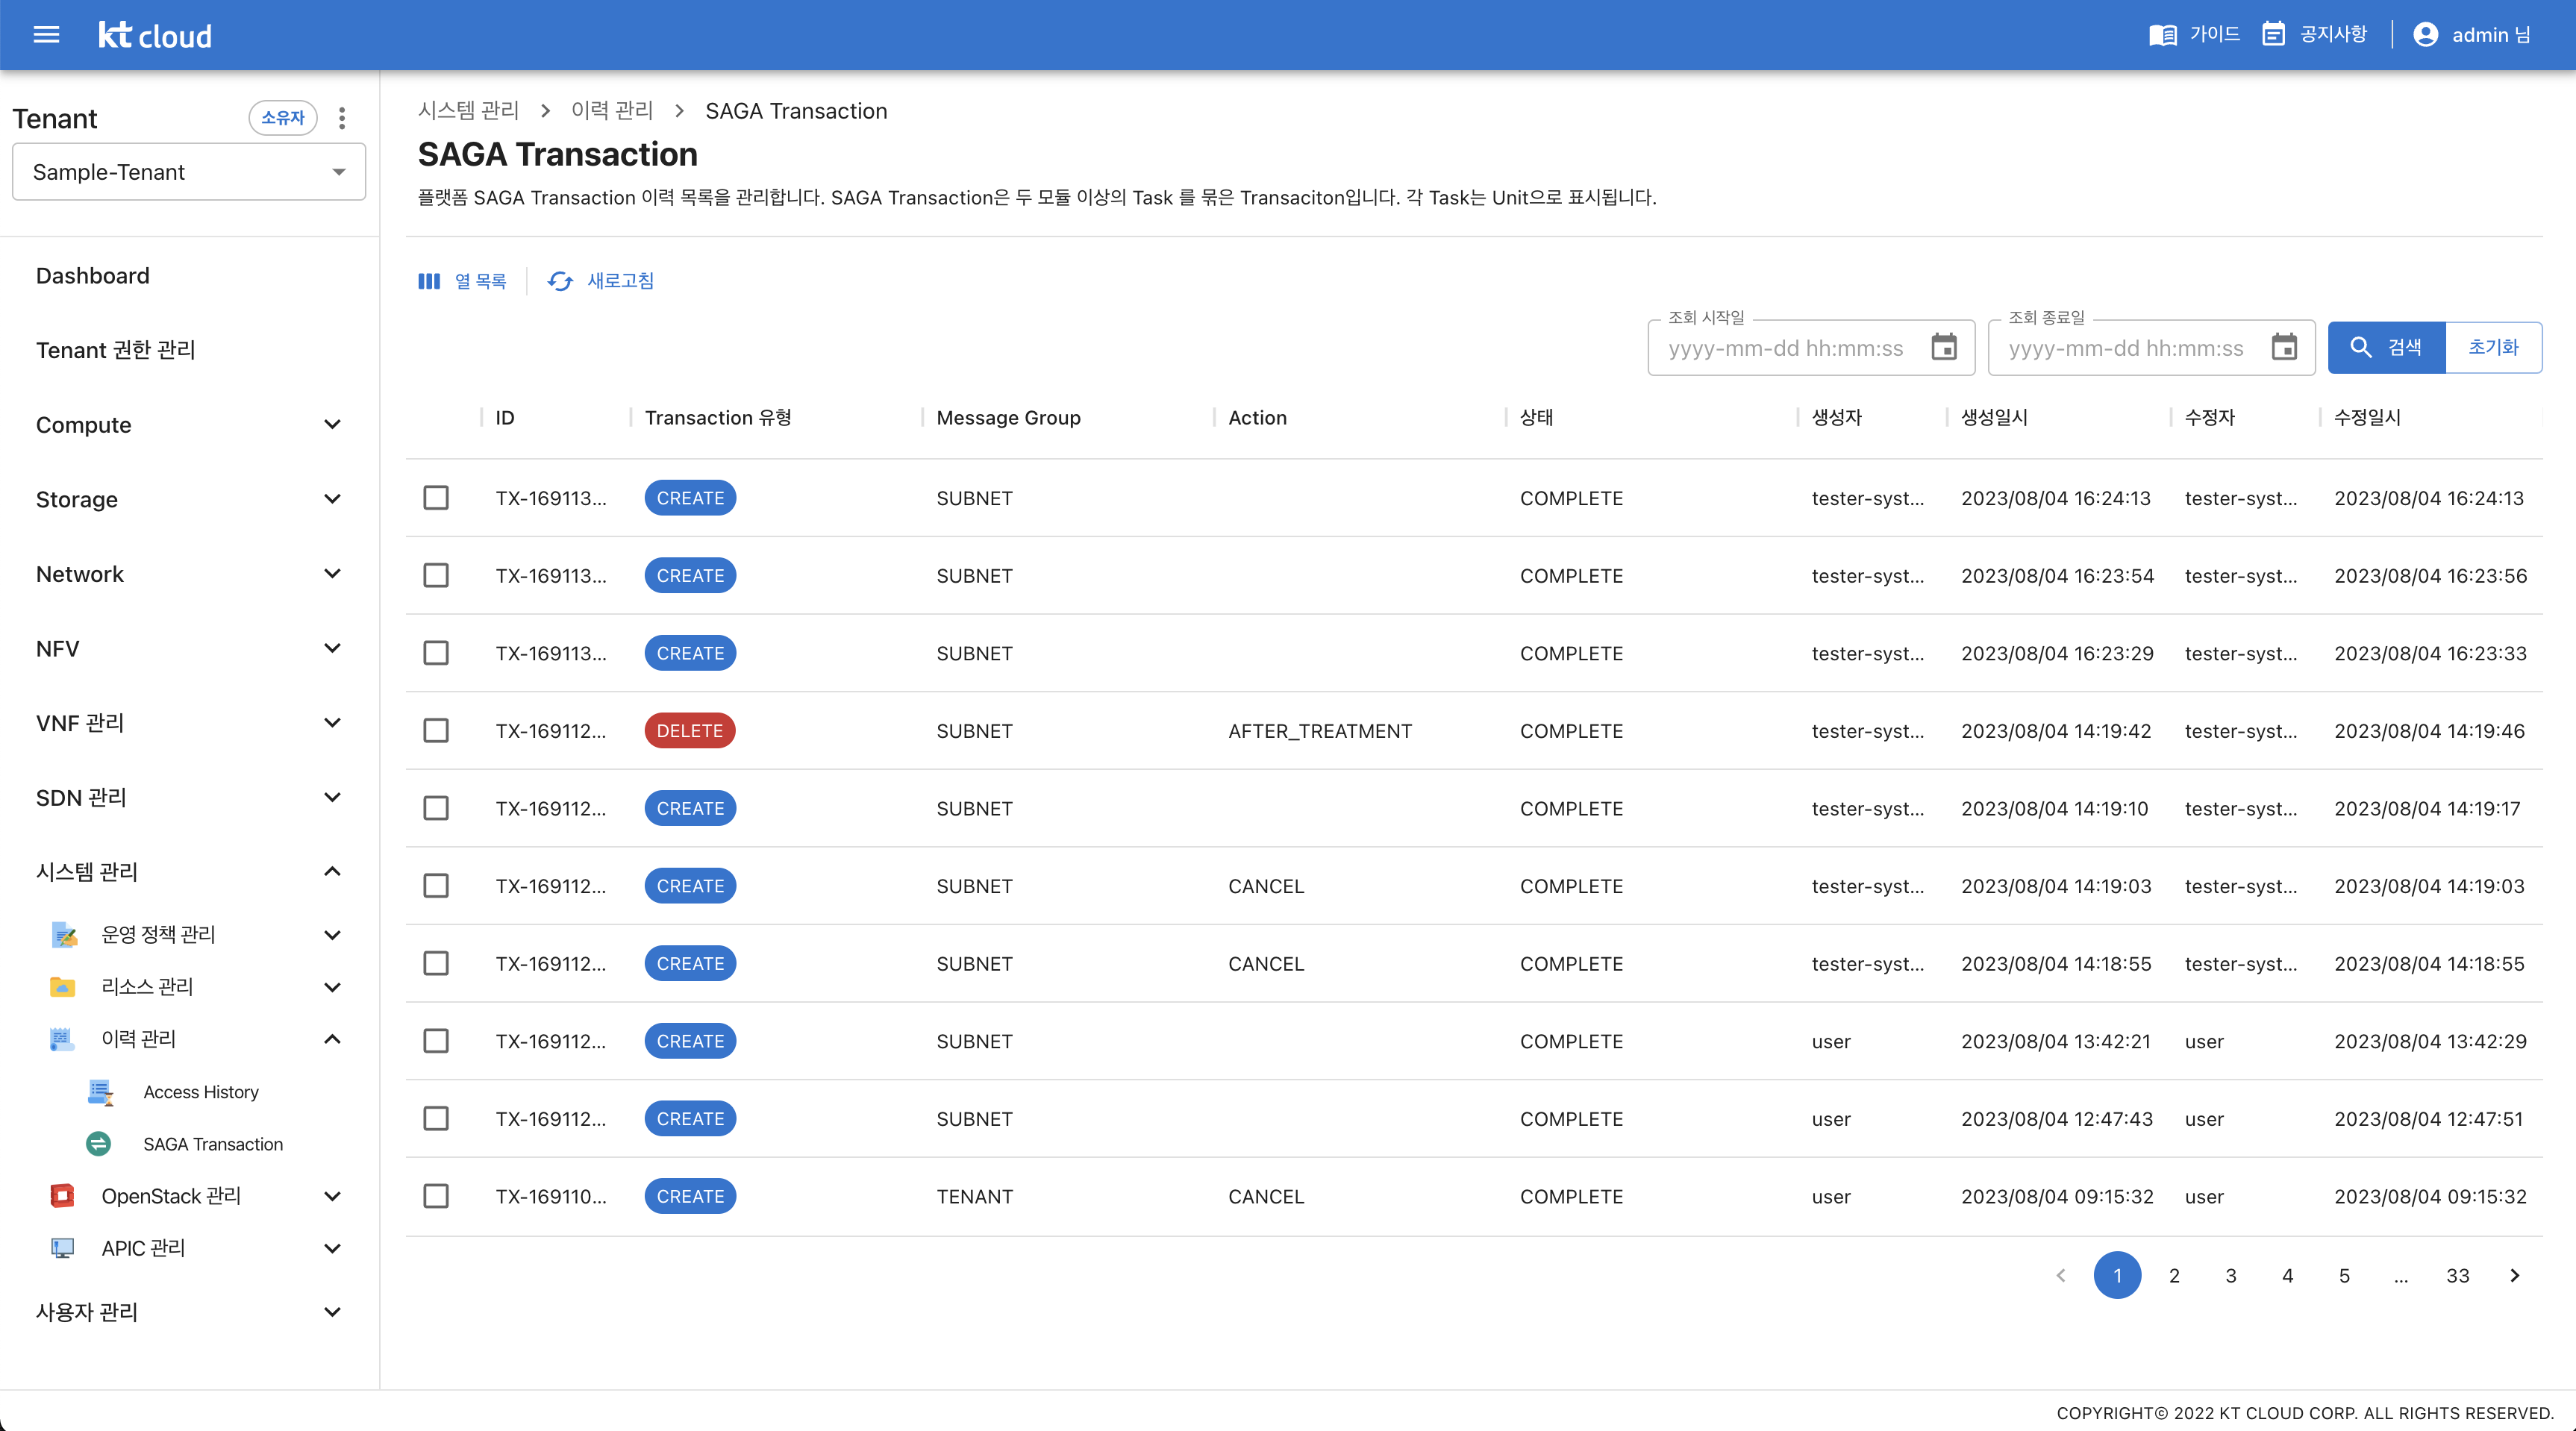 kt cloud
가이드
공지사항
admin 님
Tenant
소유자
Sample-Tenant
Dashboard
Tenant 권한 관리
Compute
Storage
Network
NFV
VNF 관리
SDN 관리
시스템 관리
운영 정책 관리
리소스 관리
이력 관리
Access History
SAGA Transaction
OpenStack 관리
APIC 관리
사용자 관리
시스템 관리 > 이력 관리 > SAGA Transaction
SAGA Transaction
플랫폼 SAGA Transaction 이력 목록을 관리합니다. SAGA Transaction은 두 모듈 이상의 Task 를 묶은 Transaciton입니다. 각 Task는 Unit으로 표시됩니다.
열 목록
새로고침
조회 시작일
yyyy-mm-dd hh:mm:ss
조회 종료일
yyyy-mm-dd hh:mm:ss
검색
초기화
ID Transaction 유형 Message Group Action 상태 생성자 생성일시 수정자 수정일시
TX-169113... CREATE SUBNET COMPLETE tester-syst... 2023/08/04 16:24:13 tester-syst... 2023/08/04 16:24:13
TX-169113... CREATE SUBNET COMPLETE tester-syst... 2023/08/04 16:23:54 tester-syst... 2023/08/04 16:23:56
TX-169113... CREATE SUBNET COMPLETE tester-syst... 2023/08/04 16:23:29 tester-syst... 2023/08/04 16:23:33
TX-169112... DELETE SUBNET AFTER_TREATMENT COMPLETE tester-syst... 2023/08/04 14:19:42 tester-syst... 2023/08/04 14:19:46
TX-169112... CREATE SUBNET COMPLETE tester-syst... 2023/08/04 14:19:10 tester-syst... 2023/08/04 14:19:17
TX-169112... CREATE SUBNET CANCEL COMPLETE tester-syst... 2023/08/04 14:19:03 tester-syst... 2023/08/04 14:19:03
TX-169112... CREATE SUBNET CANCEL COMPLETE tester-syst... 2023/08/04 14:18:55 tester-syst... 2023/08/04 14:18:55
TX-169112... CREATE SUBNET COMPLETE user 2023/08/04 13:42:21 user 2023/08/04 13:42:29
TX-169112... CREATE SUBNET COMPLETE user 2023/08/04 12:47:43 user 2023/08/04 12:47:51
TX-169110... CREATE TENANT CANCEL COMPLETE user 2023/08/04 09:15:32 user 2023/08/04 09:15:32
1 2 3 4 5 ... 33
COPYRIGHT© 2022 KT CLOUD CORP. ALL RIGHTS RESERVED.